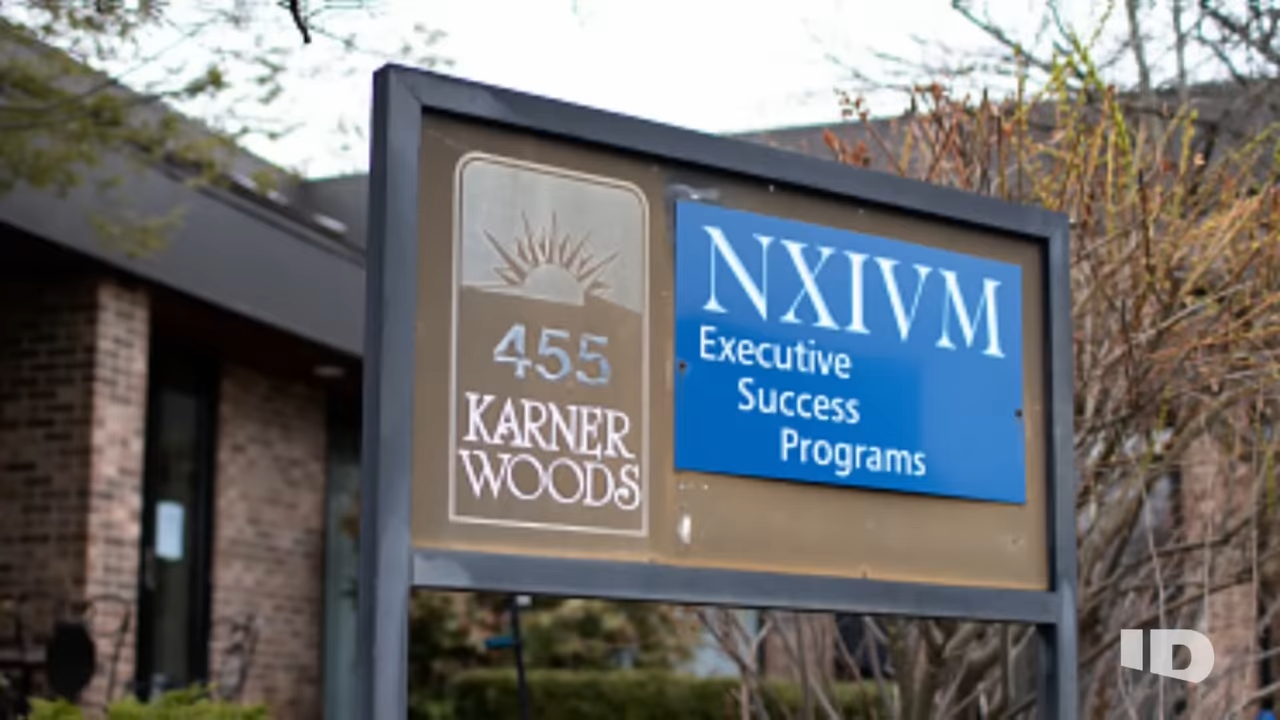 455
KARNER
WOODS
NXIVM
Executive
Success
Programs
ID